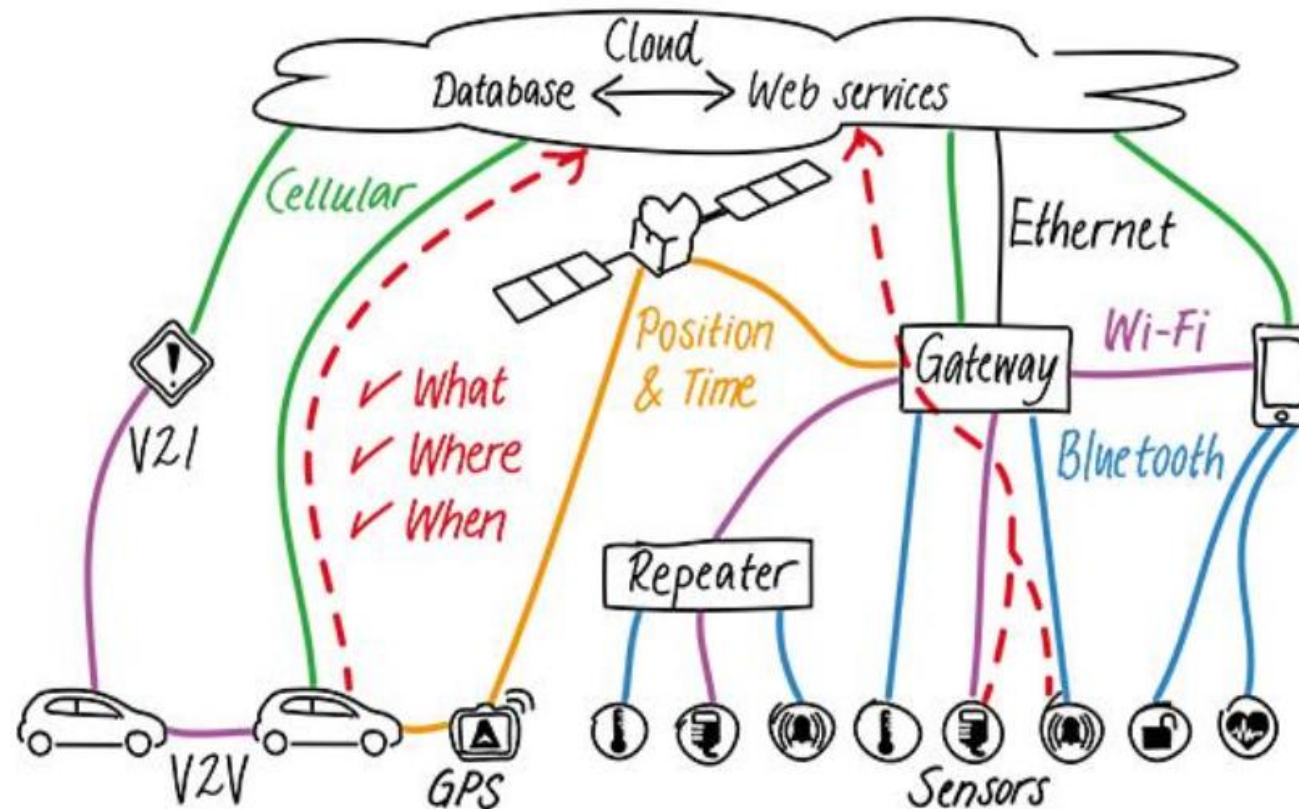 Cloud
Database Web services
Cellular
Ethernet
Position
& Time
Wi-Fi
Gateway
✓ What
✓ Where
✓ When
V2I
Bluetooth
Repeater
V2V
GPS
Sensors